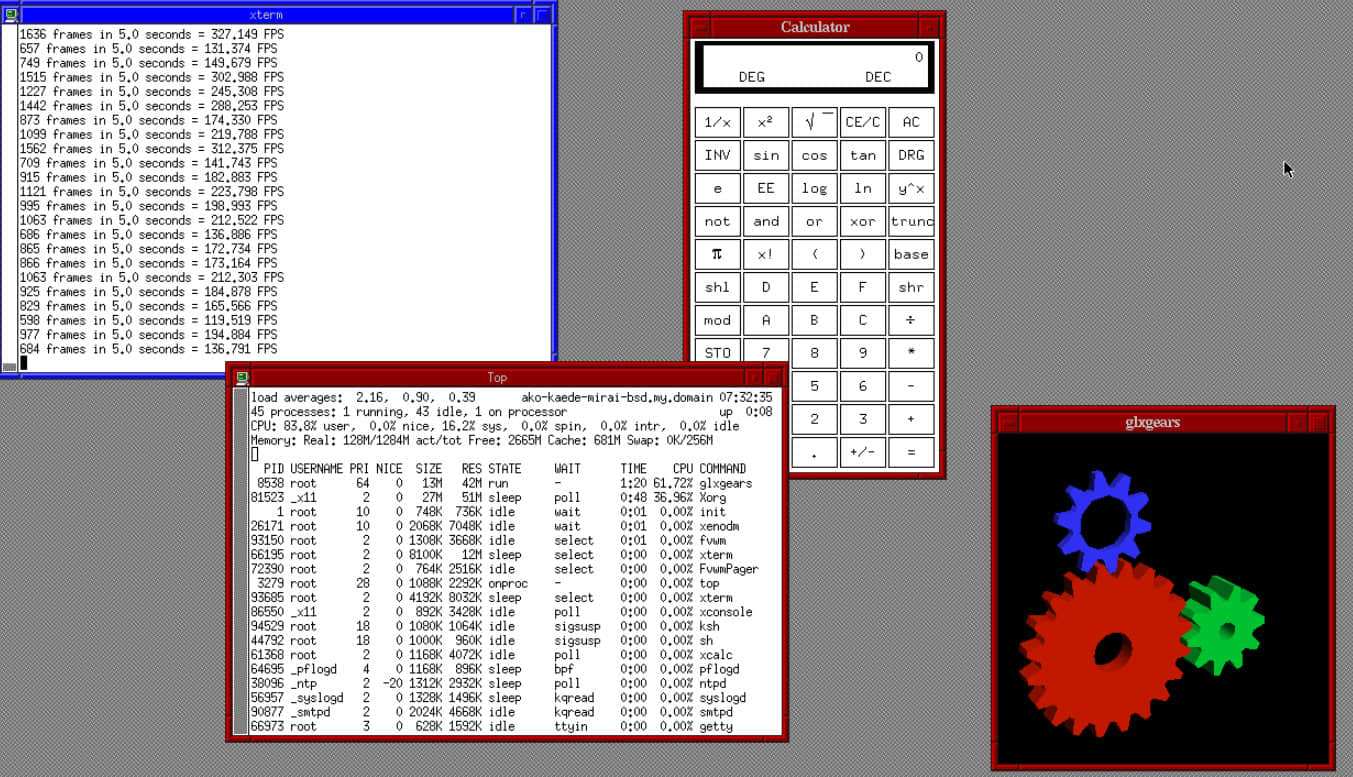 xterm
1636 frames in 5.0 seconds = 327.149 FPS
657 frames in 5.0 seconds = 131.374 FPS
749 frames in 5.0 seconds = 149.679 FPS
1515 frames in 5.0 seconds = 302.988 FPS
1227 frames in 5.0 seconds = 245.308 FPS
1442 frames in 5.0 seconds = 288.253 FPS
873 frames in 5.0 seconds = 174.330 FPS
1099 frames in 5.0 seconds = 219.788 FPS
1562 frames in 5.0 seconds = 312.375 FPS
709 frames in 5.0 seconds = 141.743 FPS
915 frames in 5.0 seconds = 182.883 FPS
1121 frames in 5.0 seconds = 223.798 FPS
995 frames in 5.0 seconds = 198.993 FPS
1063 frames in 5.0 seconds = 212.522 FPS
686 frames in 5.0 seconds = 136.886 FPS
865 frames in 5.0 seconds = 172.734 FPS
866 frames in 5.0 seconds = 173.164 FPS
1063 frames in 5.0 seconds = 212.303 FPS
925 frames in 5.0 seconds = 184.878 FPS
829 frames in 5.0 seconds = 165.566 FPS
598 frames in 5.0 seconds = 119.519 FPS
977 frames in 5.0 seconds = 194.884 FPS
684 frames in 5.0 seconds = 136.791 FPS
Calculator
0
DEG DEC
1/x x² √‾ CE/C AC
INV sin cos tan DRG
e EE log ln y^x
not and or xor trunc
π x! ( ) base
shl D E F shr
mod A B C ÷
STO 7 8 9 *
5 6 -
2 3 +
. +/- =
Top
load averages: 2.16, 0.90, 0.39 ako-kaede-mirai-bsd.my.domain 07:32:35
45 processes: 1 running, 43 idle, 1 on processor up 0:08
CPU: 83.8% user, 0.0% nice, 16.2% sys, 0.0% spin, 0.0% intr, 0.0% idle
Memory: Real: 128M/1284M act/tot Free: 2665M Cache: 681M Swap: 0K/256M
PID USERNAME PRI NICE SIZE RES STATE WAIT TIME CPU COMMAND
8538 root 64 0 13M 42M run - 1:20 61.72% glxgears
81523 _x11 2 0 27M 51M sleep poll 0:48 36.96% Xorg
1 root 10 0 748K 736K idle wait 0:01 0.00% init
26171 root 10 0 2068K 7048K idle wait 0:01 0.00% xenodm
93150 root 2 0 1308K 3668K idle select 0:01 0.00% fvwm
66195 root 2 0 8100K 12M sleep select 0:00 0.00% xterm
72390 root 2 0 764K 2516K idle select 0:00 0.00% FvwmPager
3279 root 28 0 1088K 2292K onproc - 0:00 0.00% top
93685 root 2 0 4192K 8032K sleep select 0:00 0.00% xterm
86550 _x11 2 0 892K 3428K idle poll 0:00 0.00% xconsole
94529 root 18 0 1080K 1064K idle sigsusp 0:00 0.00% ksh
44792 root 18 0 1000K 960K idle sigsusp 0:00 0.00% sh
61368 root 2 0 1168K 4072K idle poll 0:00 0.00% xcalc
64695 _pflogd 4 0 1168K 896K sleep bpf 0:00 0.00% pflogd
38096 _ntp 2 -20 1312K 2932K sleep poll 0:00 0.00% ntpd
56957 _syslogd 2 0 1328K 1496K sleep kqread 0:00 0.00% syslogd
90877 _smtpd 2 0 2024K 4668K idle kqread 0:00 0.00% smtpd
66973 root 3 0 628K 1592K idle ttyin 0:00 0.00% getty
glxgears